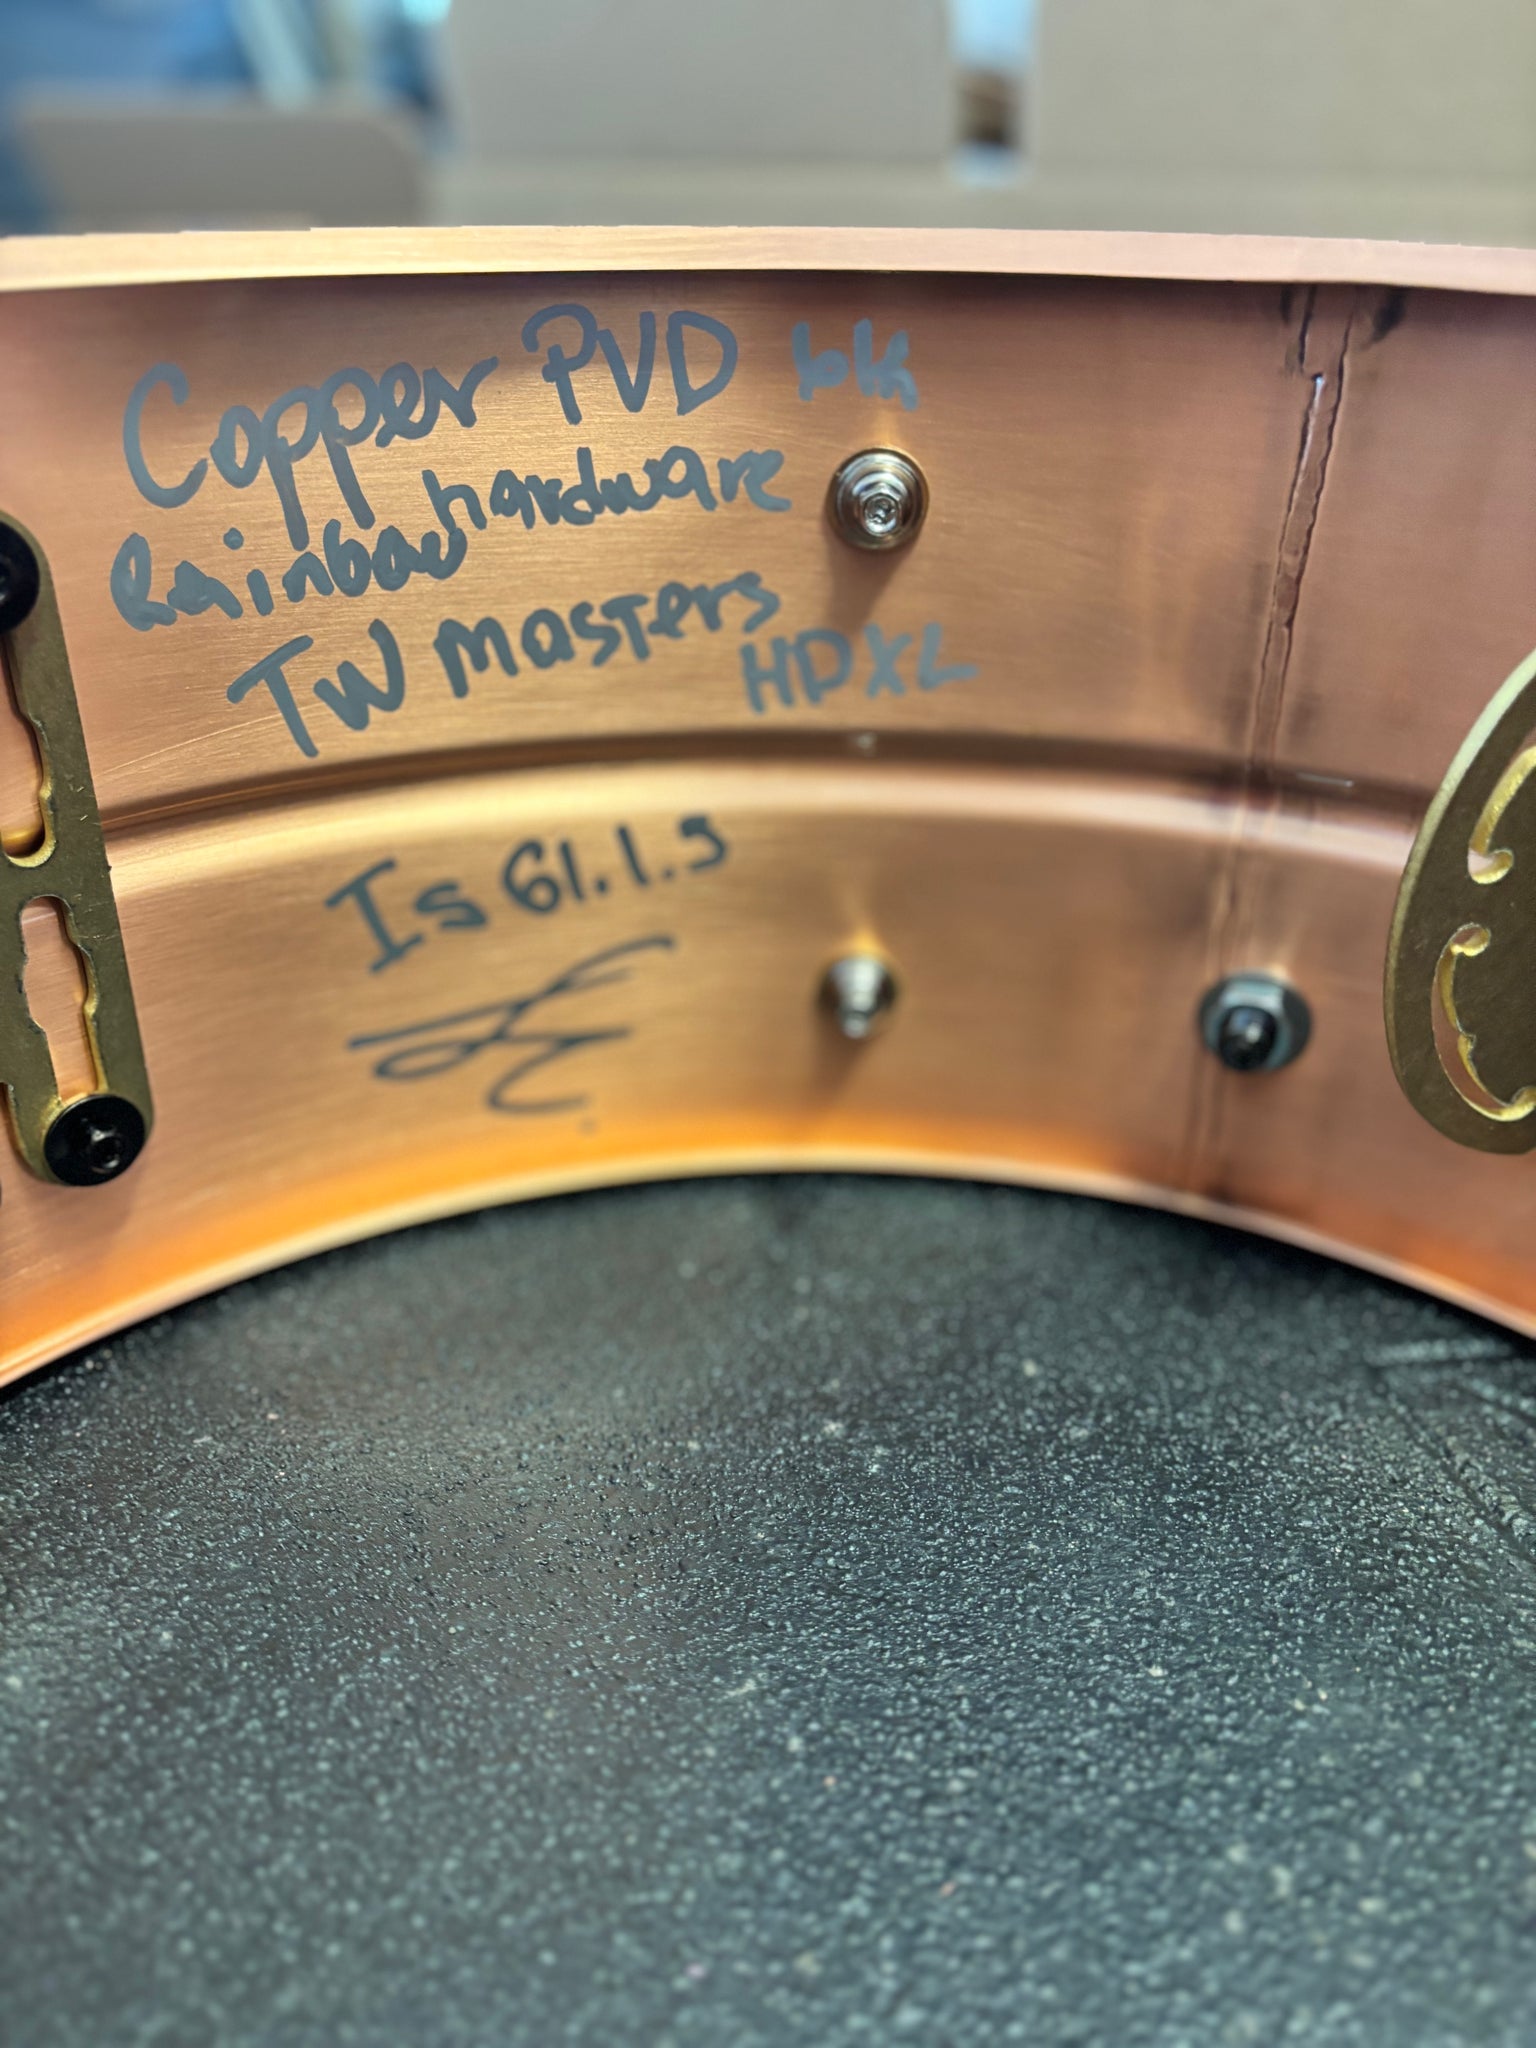 Copper PVD blk
Rainbow hardware
TW Masters
HDXL
Is 61.1.5